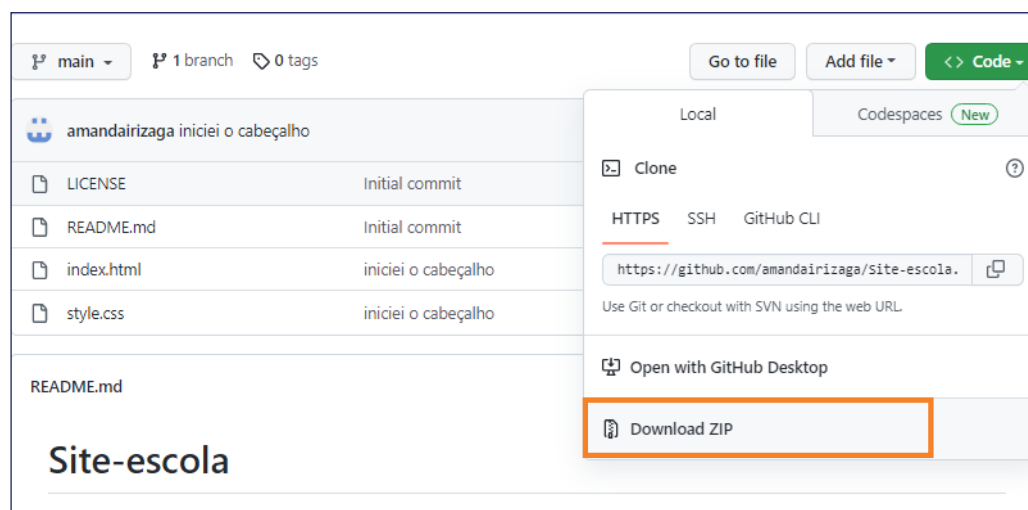 main 1 branch 0 tags Go to file Add file <> Code
amandairizaga iniciei o cabeçalho
LICENSE Initial commit
README.md Initial commit
index.html iniciei o cabeçalho
style.css iniciei o cabeçalho
README.md
Site-escola
Local Codespaces New
Clone
HTTPS SSH GitHub CLI
https://github.com/amandairizaga/Site-escola.
Use Git or checkout with SVN using the web URL.
Open with GitHub Desktop
Download ZIP